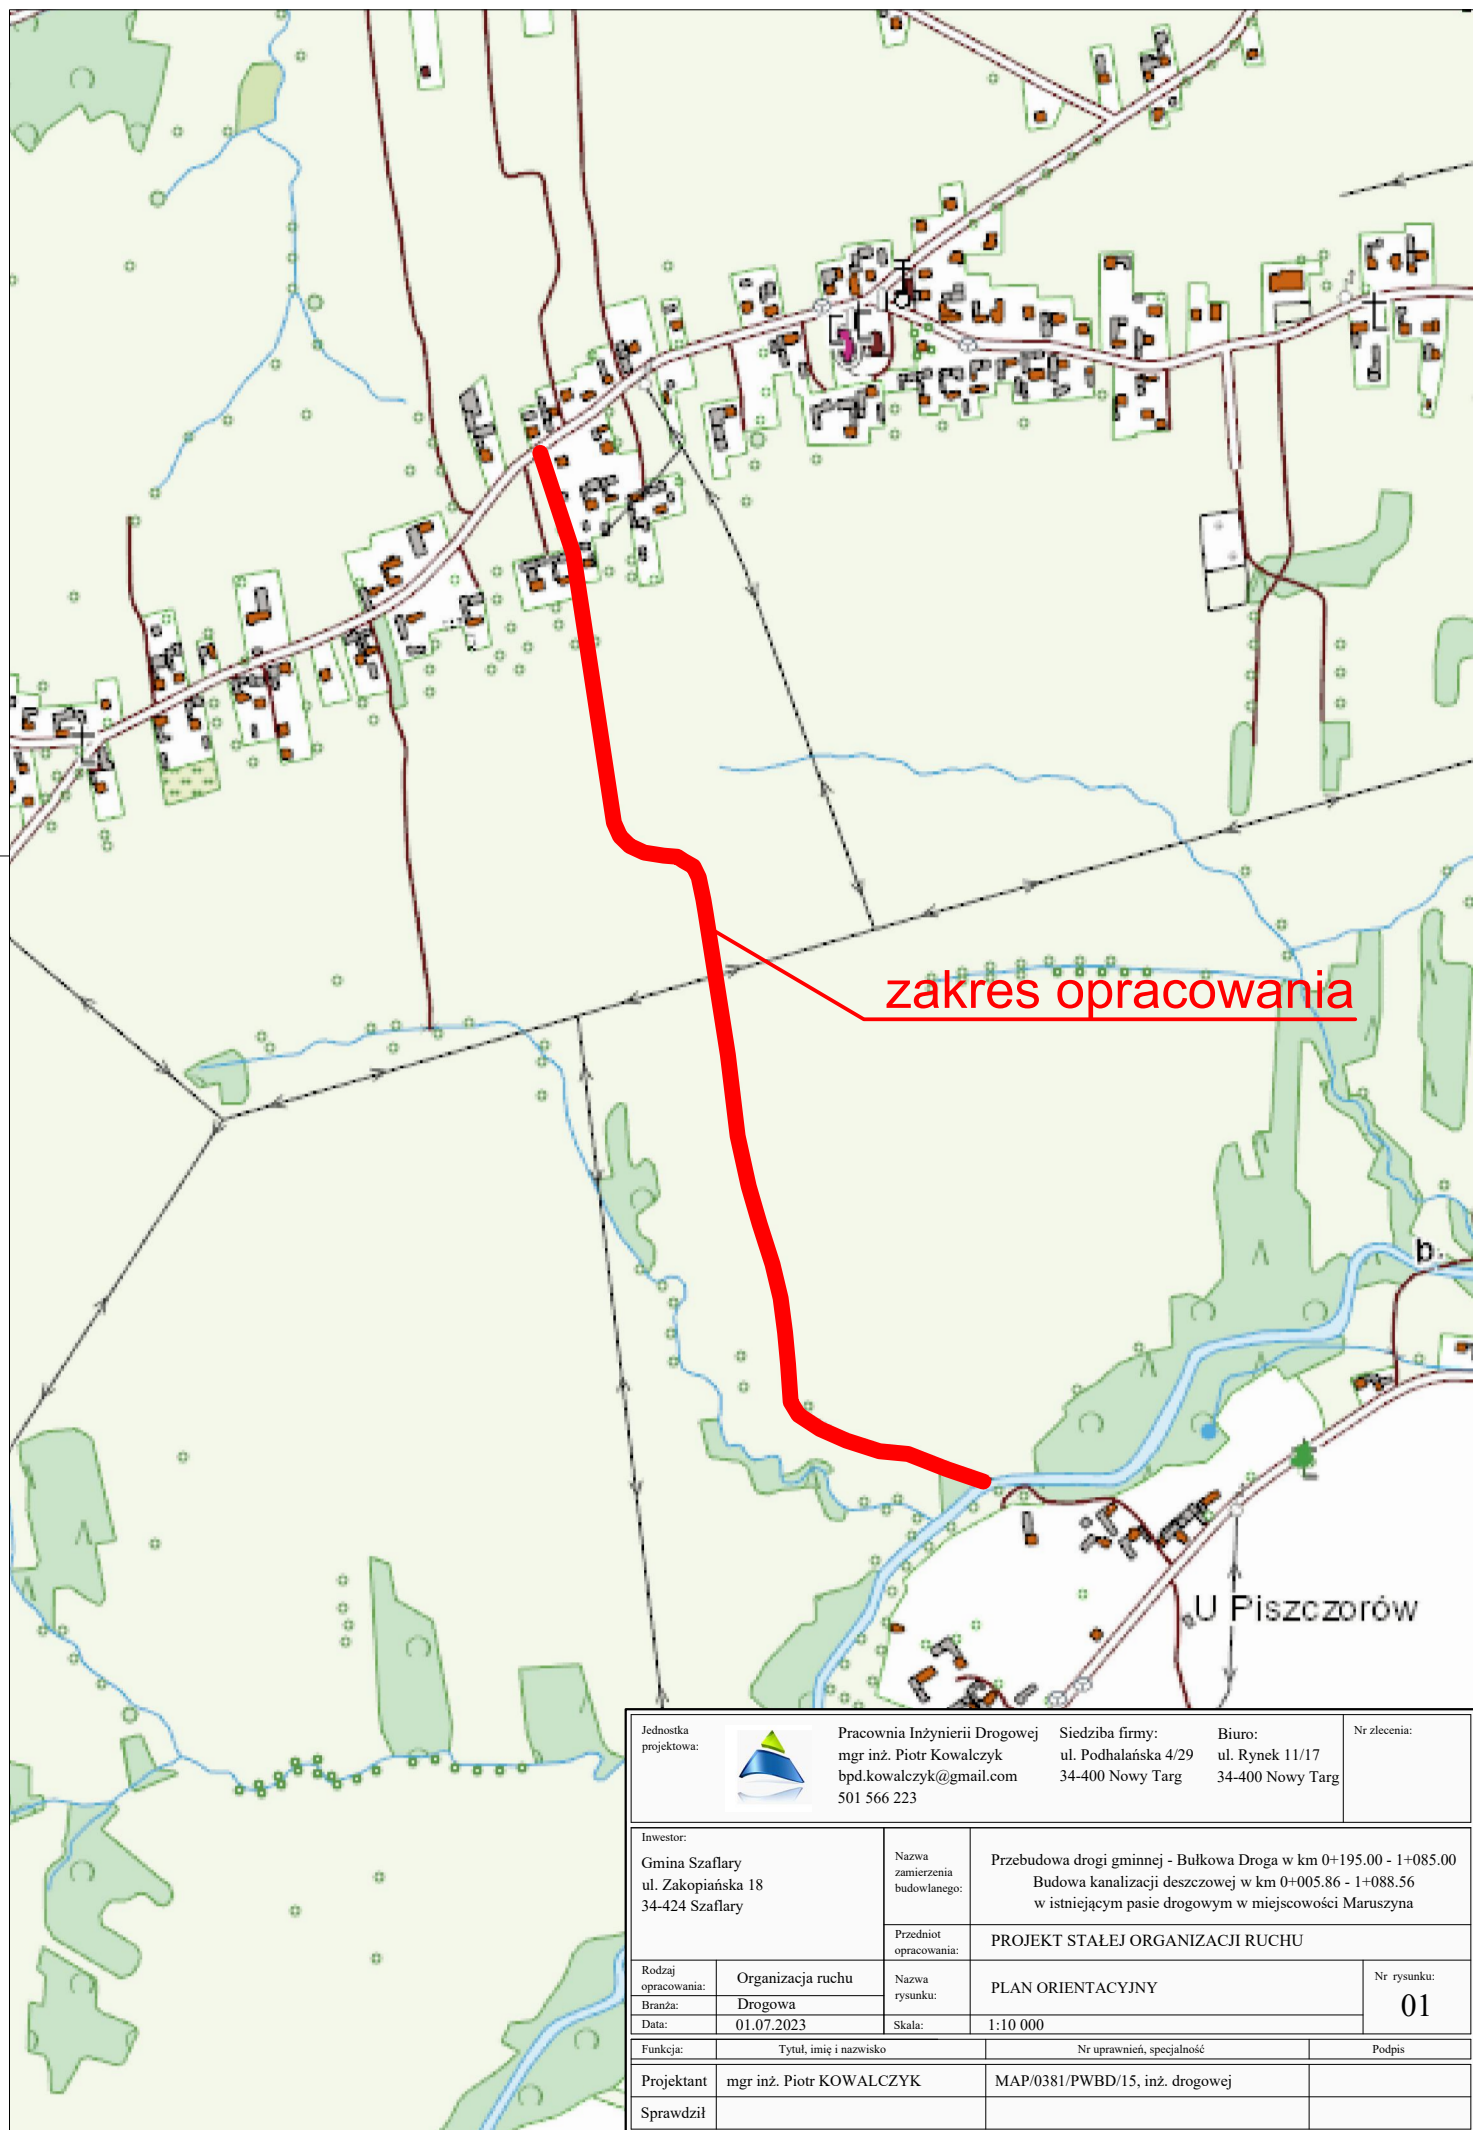 zakres opracowania
b.
U Piszczorów
Jednostka
projektowa:
Pracownia Inżynierii Drogowej
mgr inż. Piotr Kowalczyk
bpd.kowalczyk@gmail.com
501 566 223
Siedziba firmy:
ul. Podhalańska 4/29
34-400 Nowy Targ
Biuro:
ul. Rynek 11/17
34-400 Nowy Targ
Nr zlecenia:
Inwestor:
Gmina Szaflary
ul. Zakopiańska 18
34-424 Szaflary
Nazwa
zamierzenia
budowlanego:
Przebudowa drogi gminnej - Bułkowa Droga w km 0+195.00 - 1+085.00
Budowa kanalizacji deszczowej w km 0+005.86 - 1+088.56
w istniejącym pasie drogowym w miejscowości Maruszyna
Przedniot
opracowania:
PROJEKT STAŁEJ ORGANIZACJI RUCHU
Rodzaj
opracowania:
Organizacja ruchu
Nazwa
rysunku:
PLAN ORIENTACYJNY
Nr rysunku:
01
Branża:
Drogowa
Data:
01.07.2023
Skala:
1:10 000
Funkcja:
Tytuł, imię i nazwisko
Nr uprawnień, specjalność
Podpis
Projektant
mgr inż. Piotr KOWALCZYK
MAP/0381/PWBD/15, inż. drogowej
Sprawdził